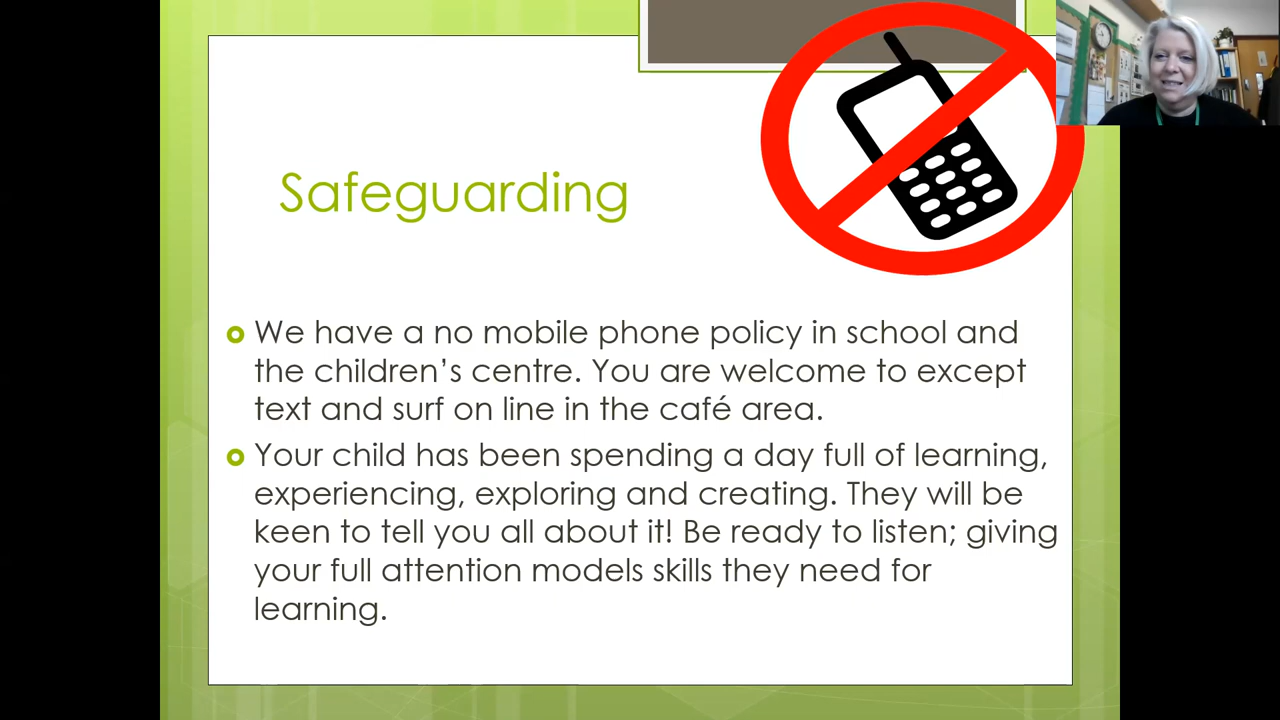 Safeguarding
We have a no mobile phone policy in school and
the children's centre. You are welcome to except
text and surf on line in the café area.
Your child has been spending a day full of learning,
experiencing, exploring and creating. They will be
keen to tell you all about it! Be ready to listen; giving
your full attention models skills they need for
learning.